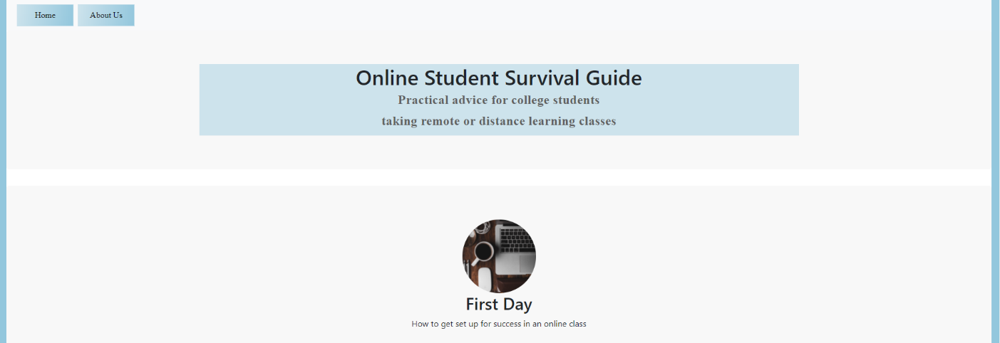 Home
About Us
Online Student Survival Guide
Practical advice for college students
taking remote or distance learning classes
First Day
How to get set up for success in an online class